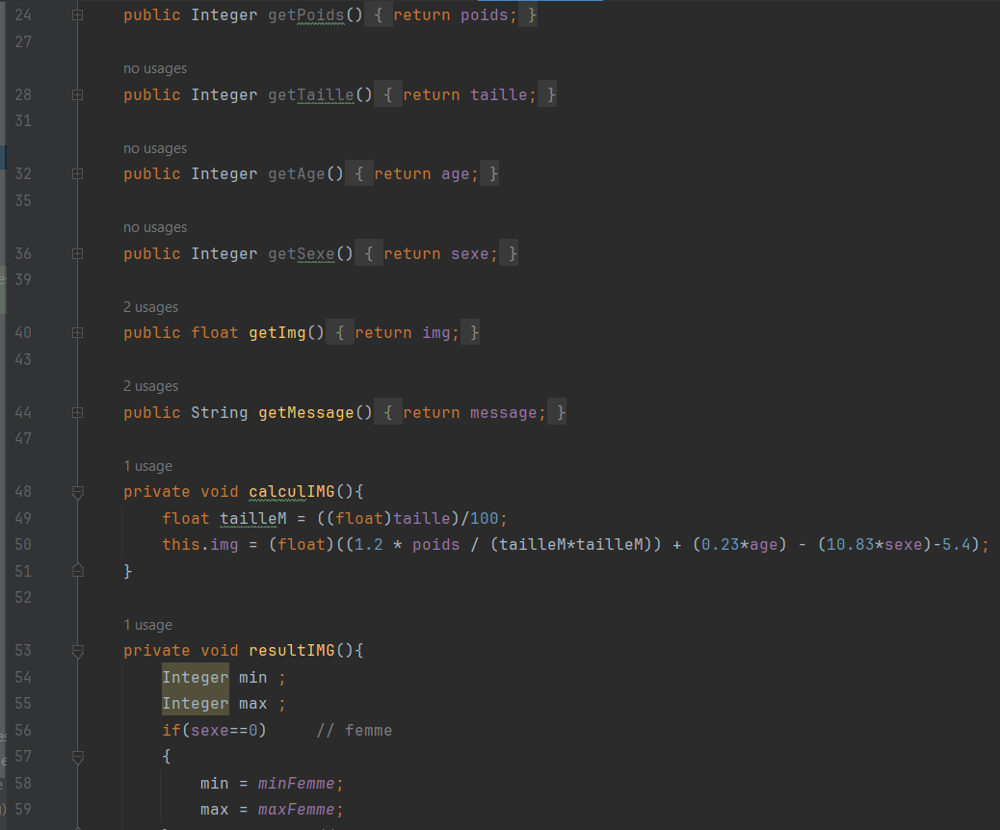 24 public Integer getPoids() { return poids; }
27
no usages
28 public Integer getTaille() { return taille; }
31
no usages
32 public Integer getAge() { return age; }
35
no usages
36 public Integer getSexe() { return sexe; }
39
2 usages
40 public float getImg() { return img; }
43
2 usages
44 public String getMessage() { return message; }
47
1 usage
48 private void calculIMG(){
49 float tailleM = ((float)taille)/100;
50 this.img = (float)((1.2 * poids / (tailleM*tailleM)) + (0.23*age) - (10.83*sexe)-5.4);
51 }
52
1 usage
53 private void resultIMG(){
54 Integer min ;
55 Integer max ;
56 if(sexe==0) // femme
57 {
58 min = minFemme;
59 max = maxFemme;